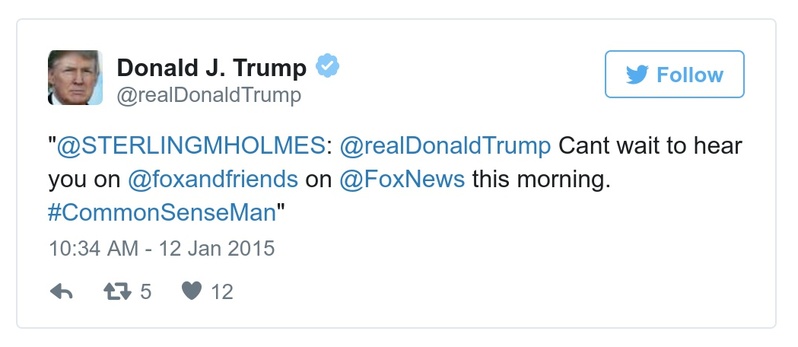 Donald J. Trump
@realDonaldTrump
Follow
"@STERLINGMHOLMES: @realDonaldTrump Cant wait to hear
you on @foxandfriends on @FoxNews this morning.
#CommonSenseMan"
10:34 AM - 12 Jan 2015
5 12